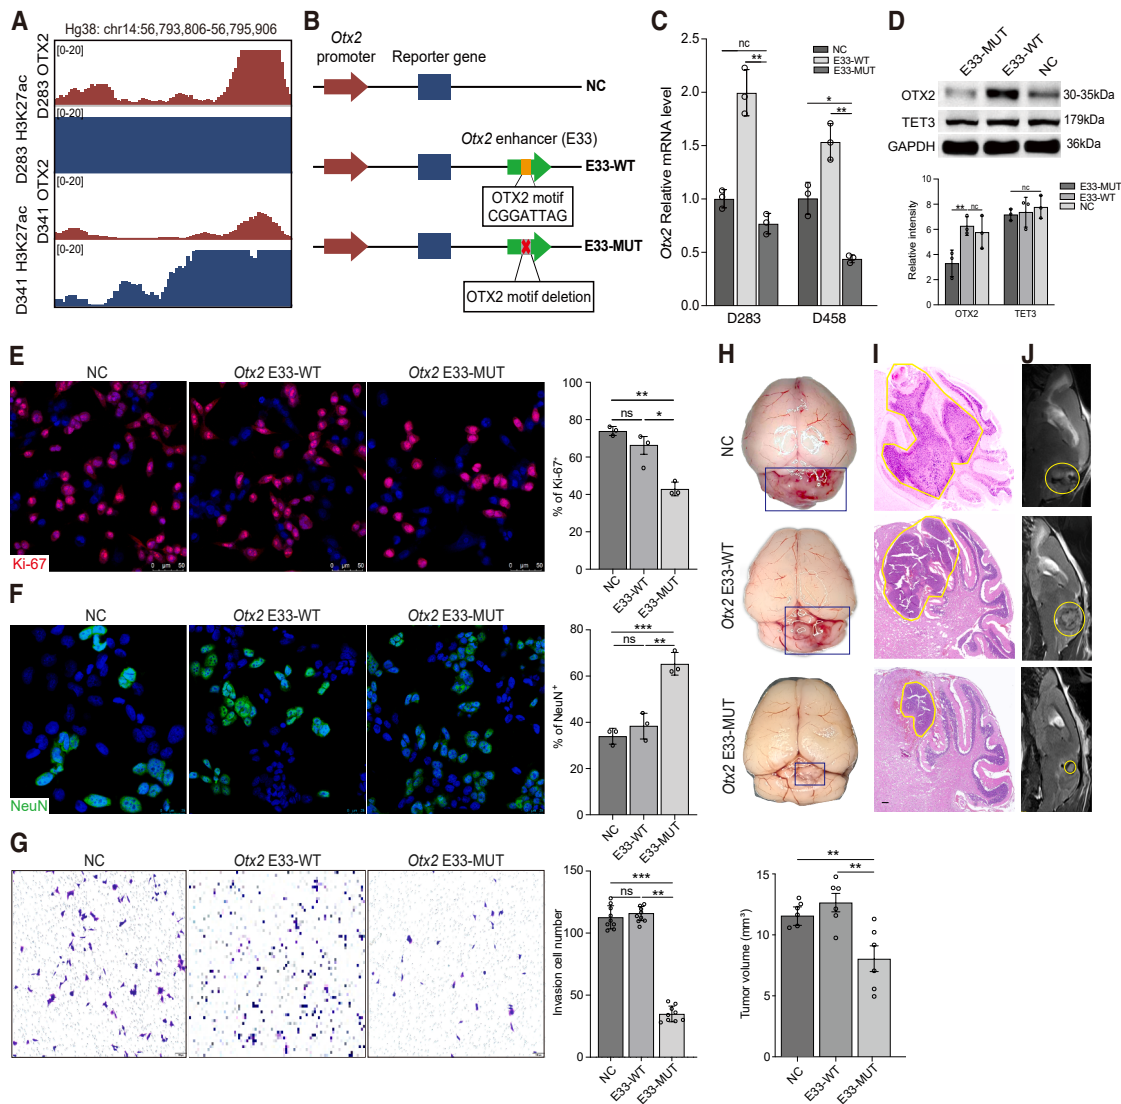 A
Hg38: chr14:56,793,806-56,795,906
[0-20]
[0-20]
[0-20]
[0-20]
D283 OTX2
D283 H3K27ac
D341 OTX2
D341 H3K27ac
B
Otx2
promoter
Reporter gene
NC
Otx2 enhancer (E33)
E33-WT
OTX2 motif
CGGATTAG
E33-MUT
OTX2 motif deletion
C
Otx2 Relative mRNA level
2.5
2.0
1.5
1.0
0.5
0.0
nc
**
*
**
NC
E33-WT
E33-MUT
D283
D458
D
E33-MUT
E33-WT
NC
OTX2
30-35kDa
TET3
179kDa
GAPDH
36kDa
Relative intensity
10
8
6
4
2
0
**
nc
nc
E33-MUT
E33-WT
NC
OTX2
TET3
E
NC
Otx2 E33-WT
Otx2 E33-MUT
Ki-67
0 μm 50
0 μm 50
0 μm 50
% of Ki-67+
100
80
60
40
20
0
**
ns
*
NC
E33-WT
E33-MUT
F
NC
Otx2 E33-WT
Otx2 E33-MUT
NeuN
% of NeuN+
80
60
40
20
0
***
ns
**
NC
E33-WT
E33-MUT
G
NC
Otx2 E33-WT
Otx2 E33-MUT
Invasion cell number
150
100
50
0
***
ns
**
NC
E33-WT
E33-MUT
H
I
J
NC
Otx2 E33-WT
Otx2 E33-MUT
Tumor volume (mm³)
15
10
5
0
**
**
NC
E33-WT
E33-MUT